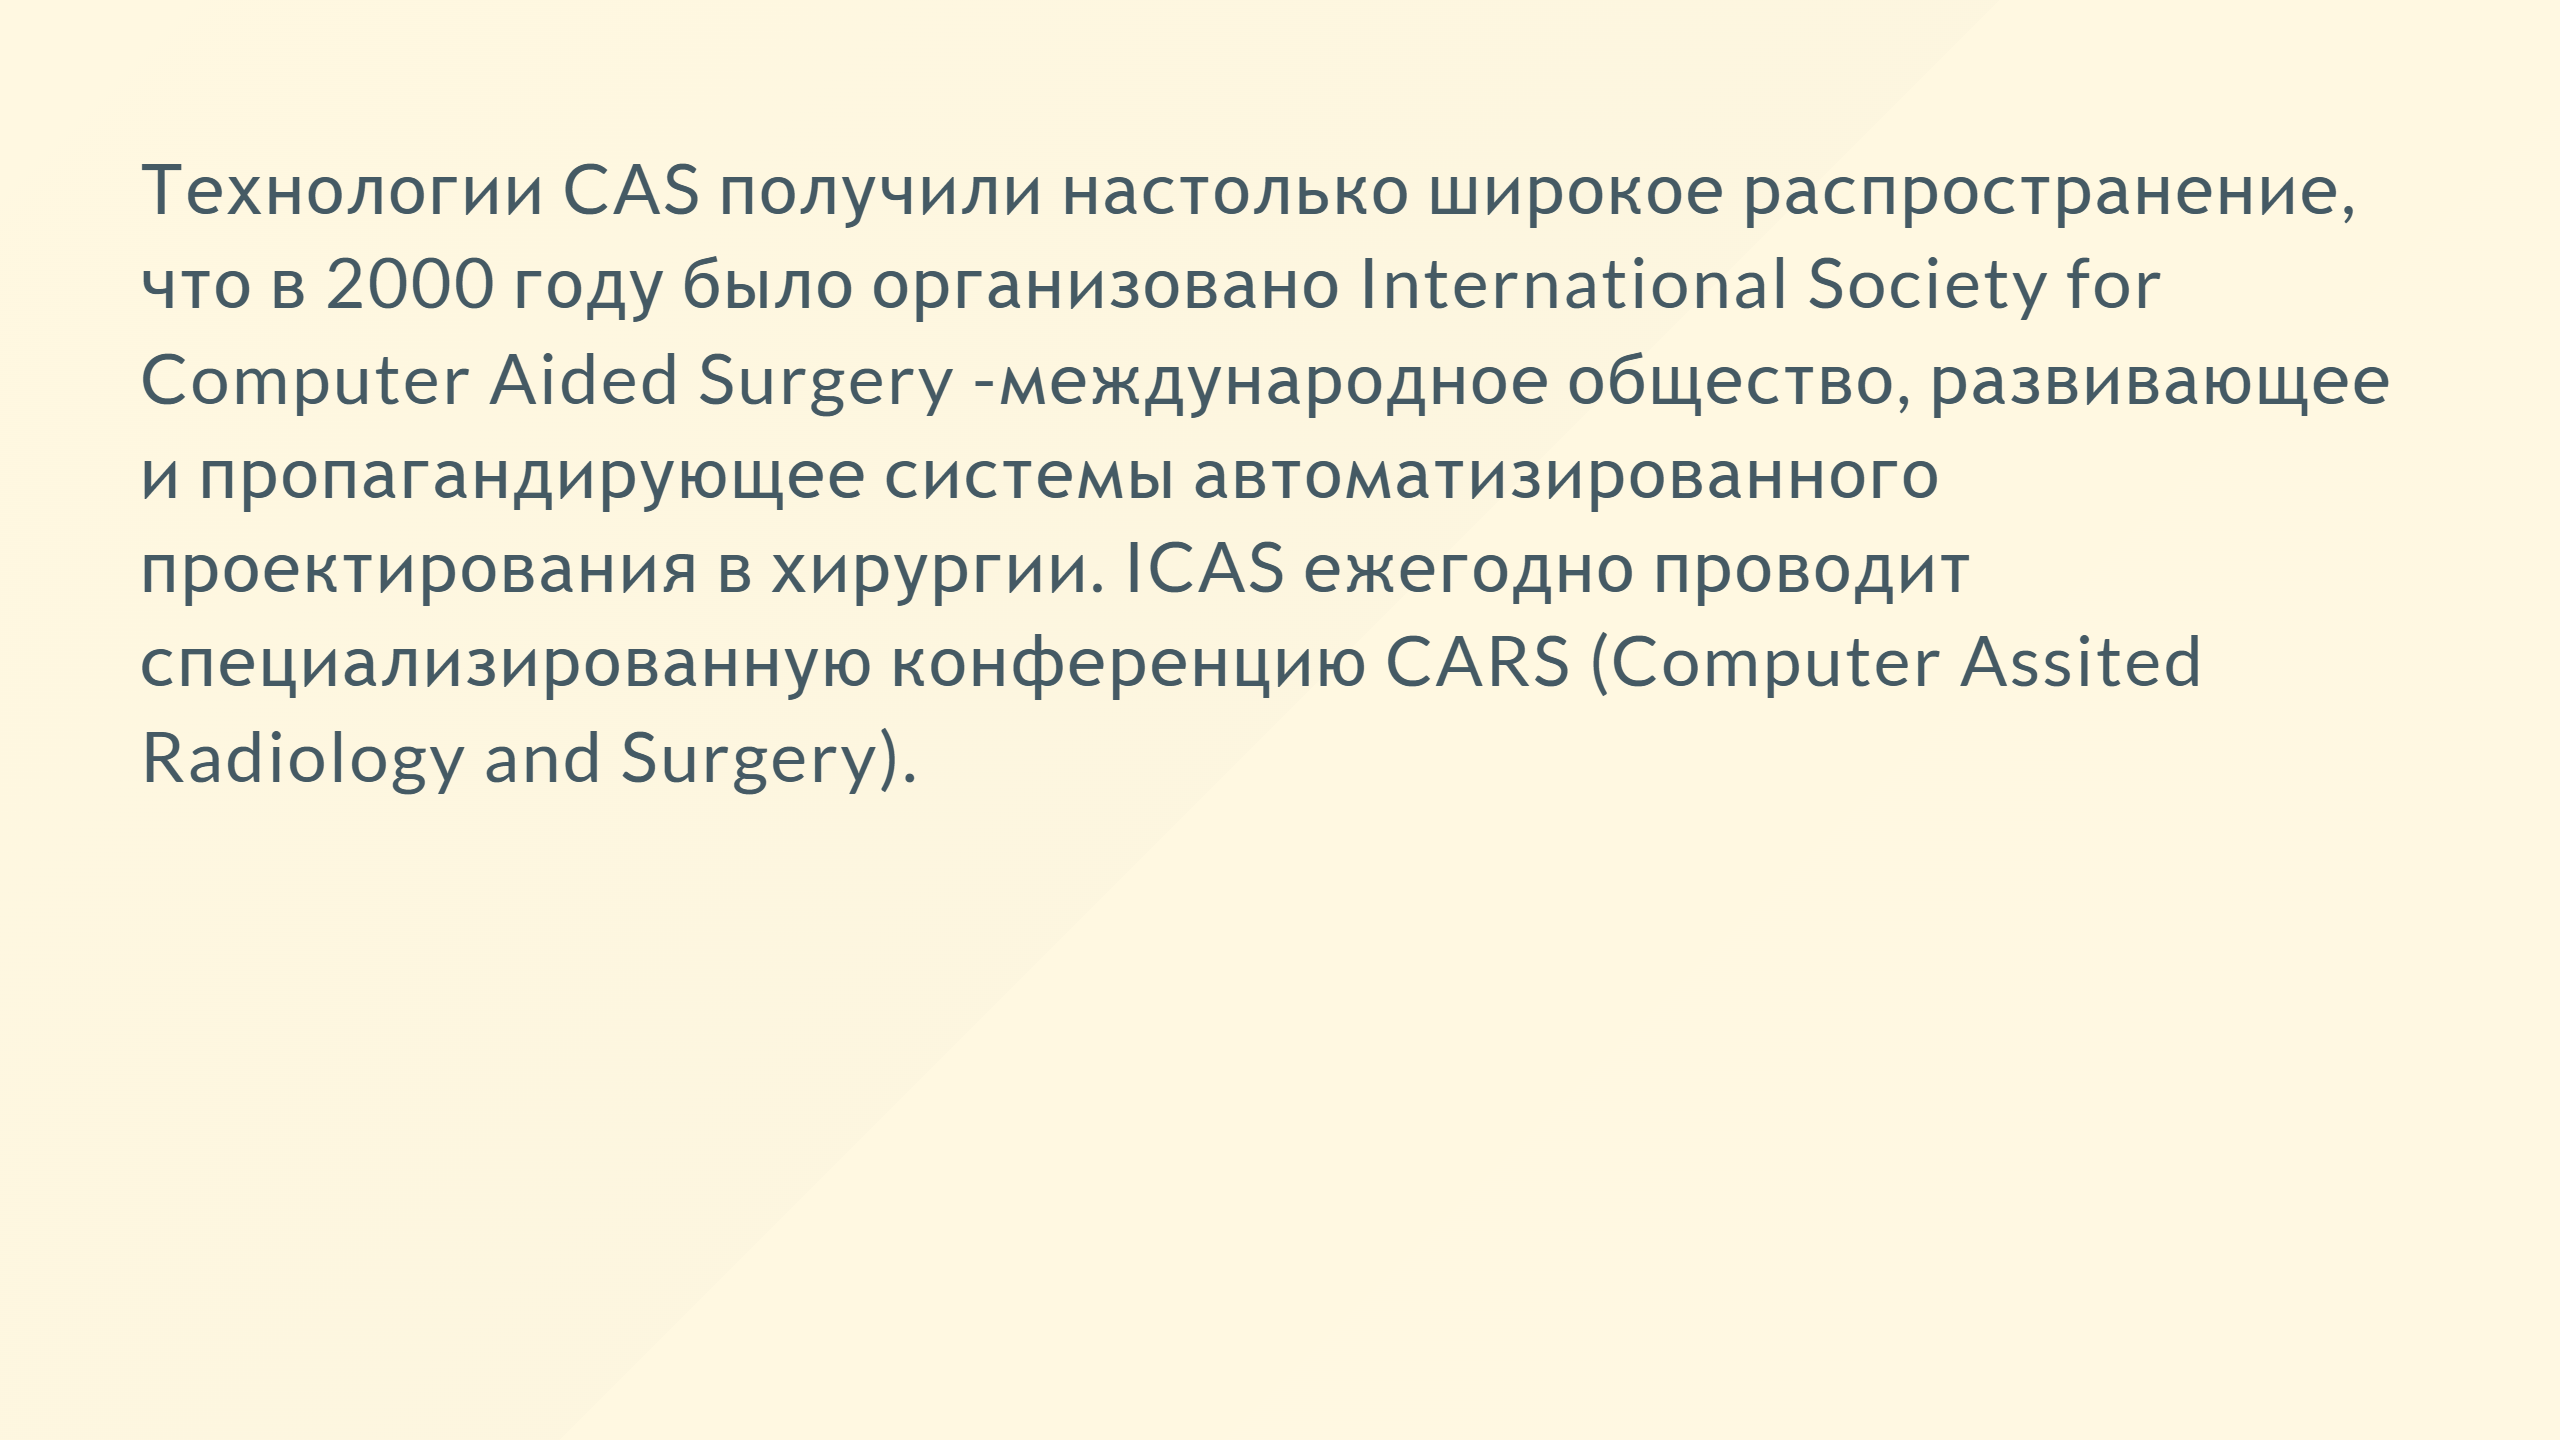 Технологии CAS получили настолько широкое распространение,
что в 2000 году было организовано International Society for
Computer Aided Surgery -международное общество, развивающее
и пропагандирующее системы автоматизированного
проектирования в хирургии. ICAS ежегодно проводит
специализированную конференцию CARS (Computer Assited
Radiology and Surgery).